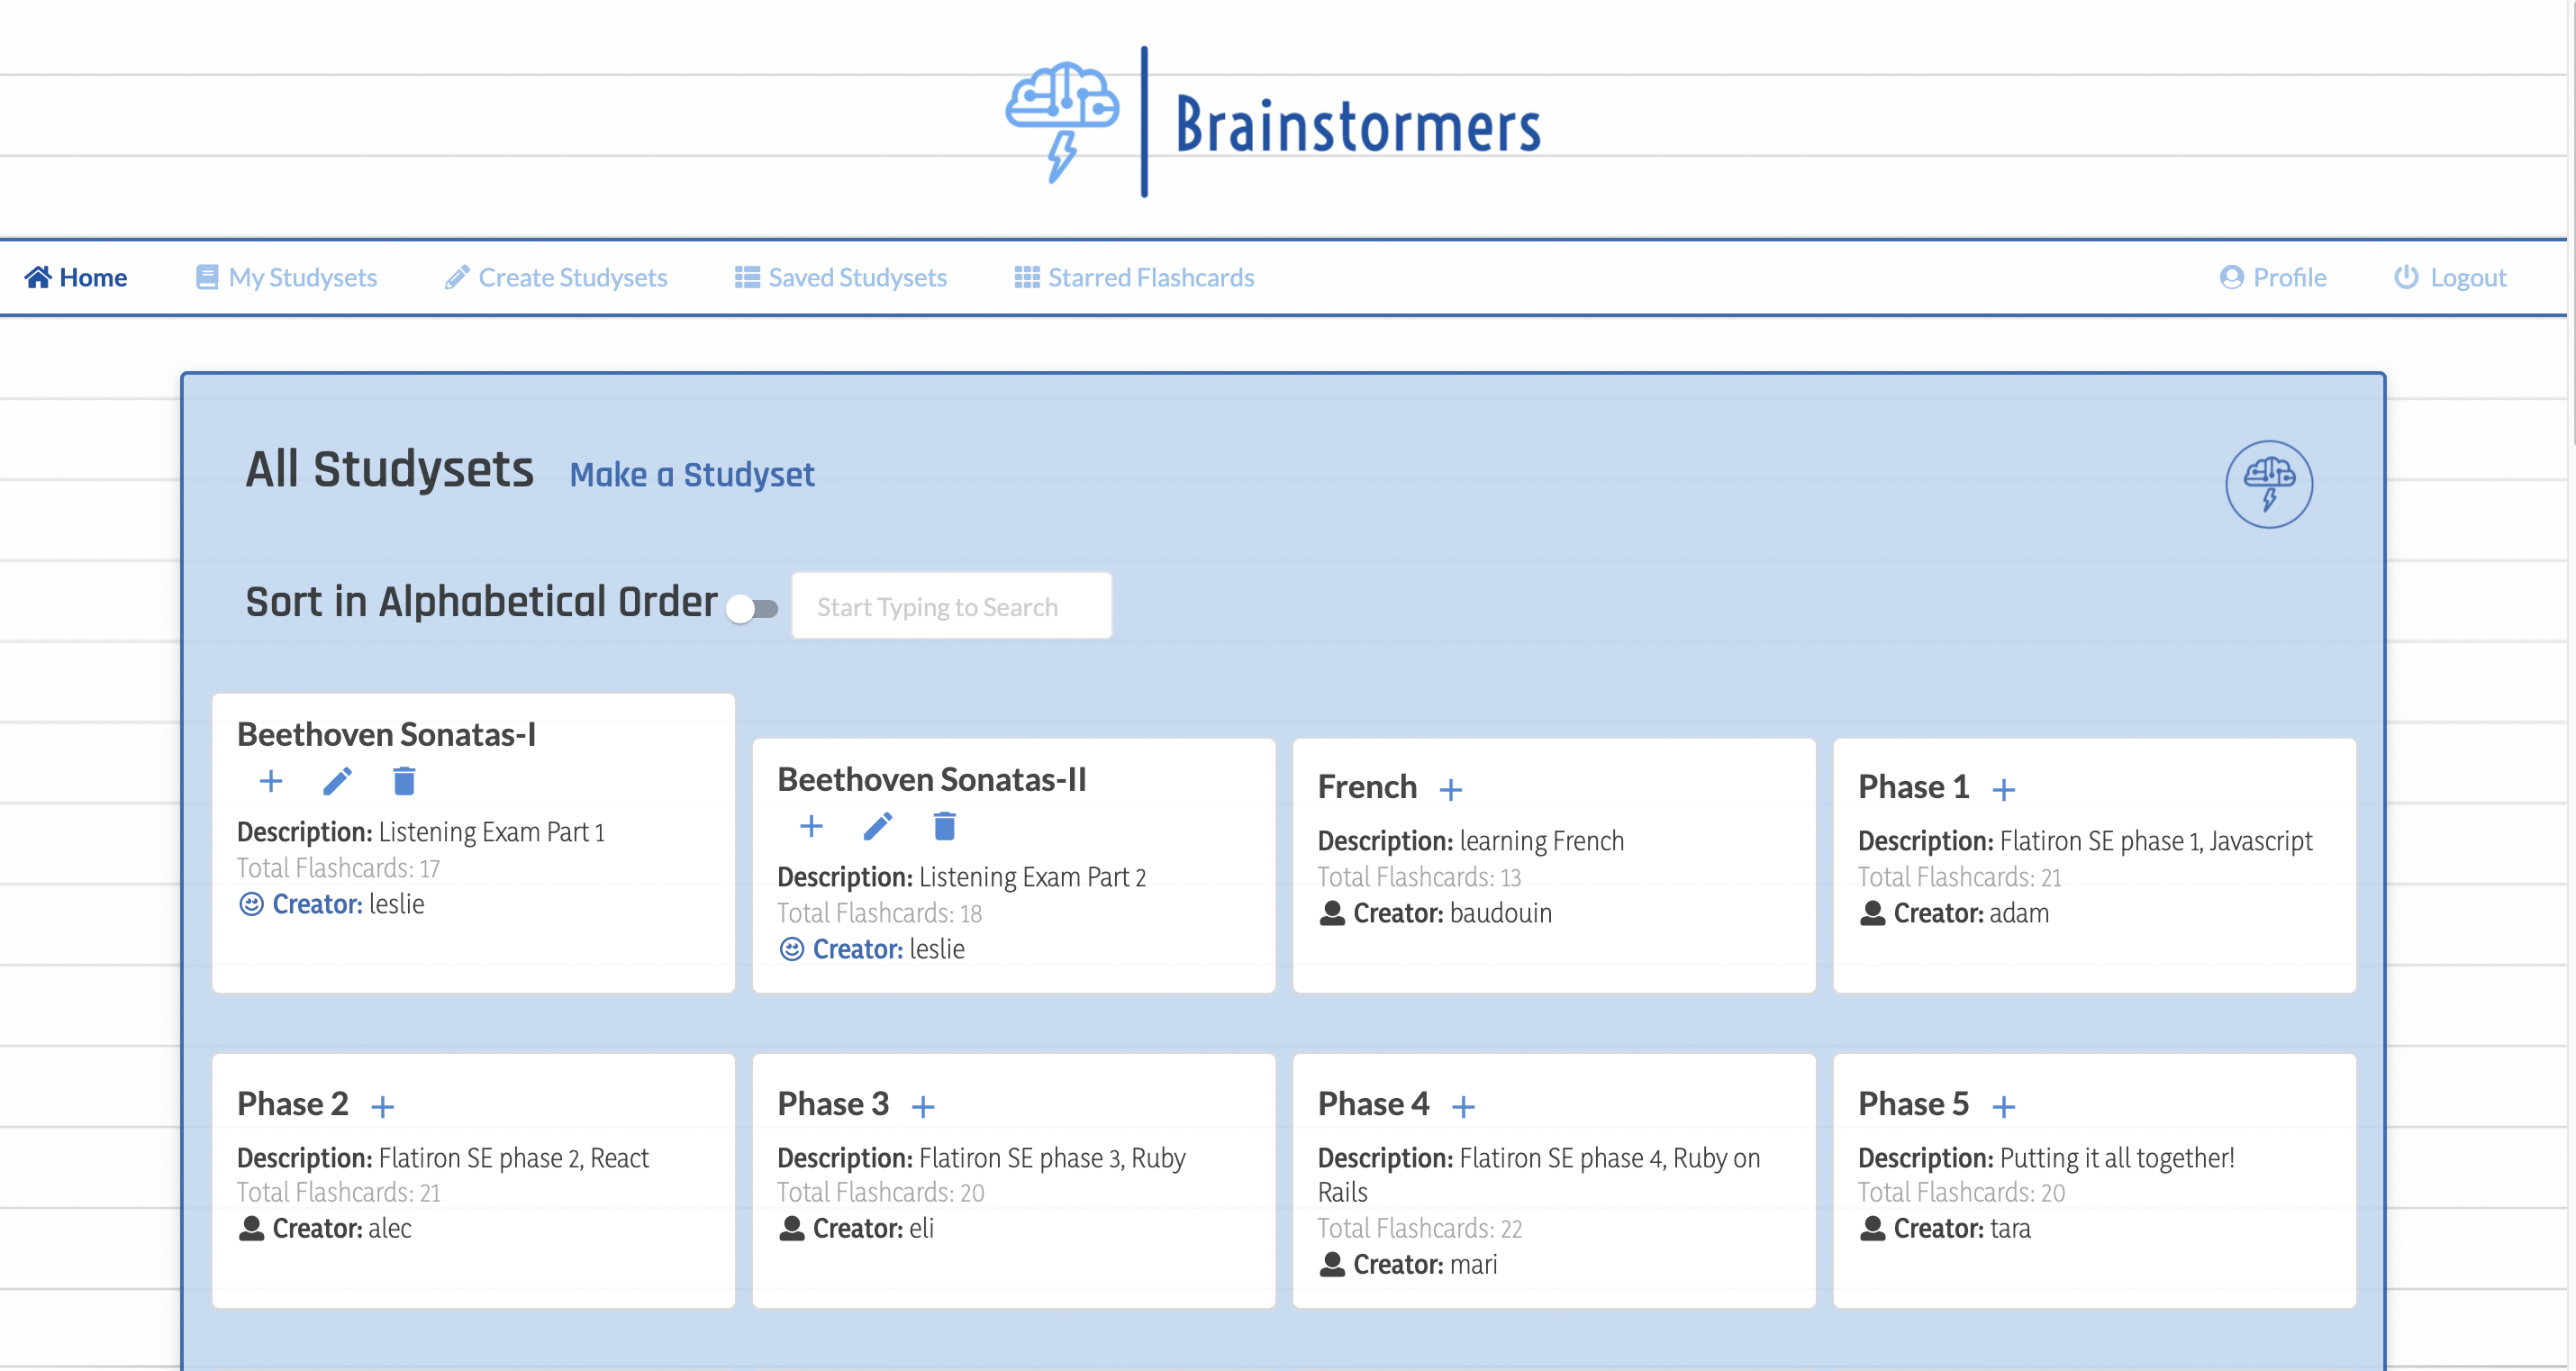 Brainstormers
Home My Studysets Create Studysets Saved Studysets Starred Flashcards Profile Logout
All Studysets Make a Studyset
Sort in Alphabetical Order Start Typing to Search
Beethoven Sonatas-I
Description: Listening Exam Part 1
Total Flashcards: 17
Creator: leslie
Beethoven Sonatas-II
Description: Listening Exam Part 2
Total Flashcards: 18
Creator: leslie
French
Description: learning French
Total Flashcards: 13
Creator: baudouin
Phase 1
Description: Flatiron SE phase 1, Javascript
Total Flashcards: 21
Creator: adam
Phase 2
Description: Flatiron SE phase 2, React
Total Flashcards: 21
Creator: alec
Phase 3
Description: Flatiron SE phase 3, Ruby
Total Flashcards: 20
Creator: eli
Phase 4
Description: Flatiron SE phase 4, Ruby on
Rails
Total Flashcards: 22
Creator: mari
Phase 5
Description: Putting it all together!
Total Flashcards: 20
Creator: tara